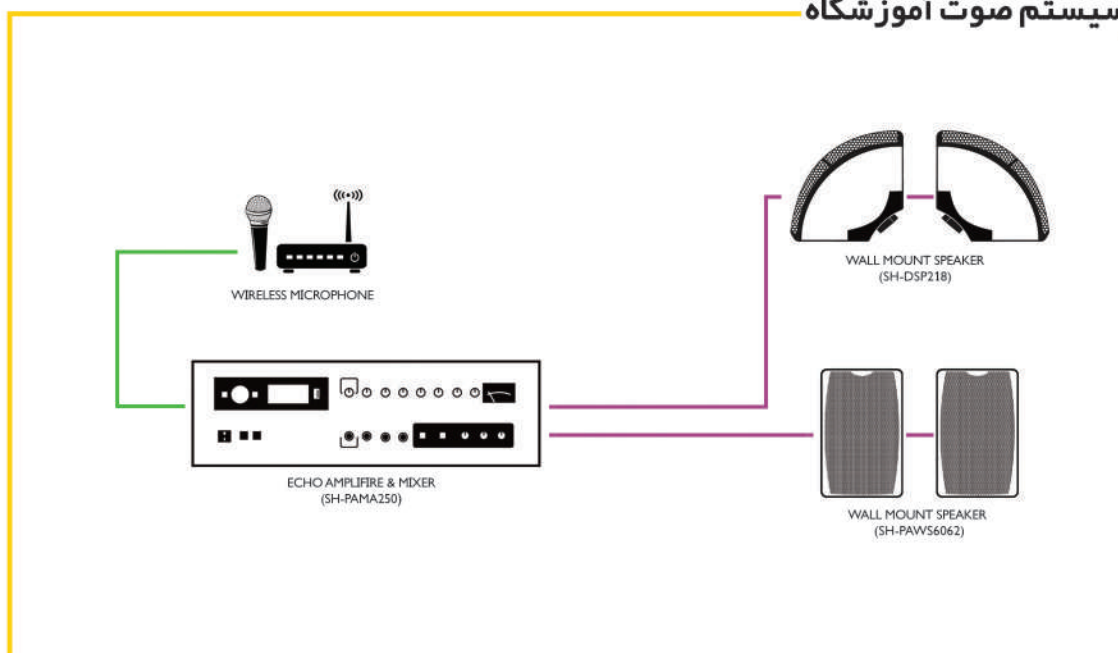 سیستم صوت آموزشگاه
WIRELESS MICROPHONE
WALL MOUNT SPEAKER
(SH-DSP218)
ECHO AMPLIFIRE & MIXER
(SH-PAMA250)
WALL MOUNT SPEAKER
(SH-PAWS6062)